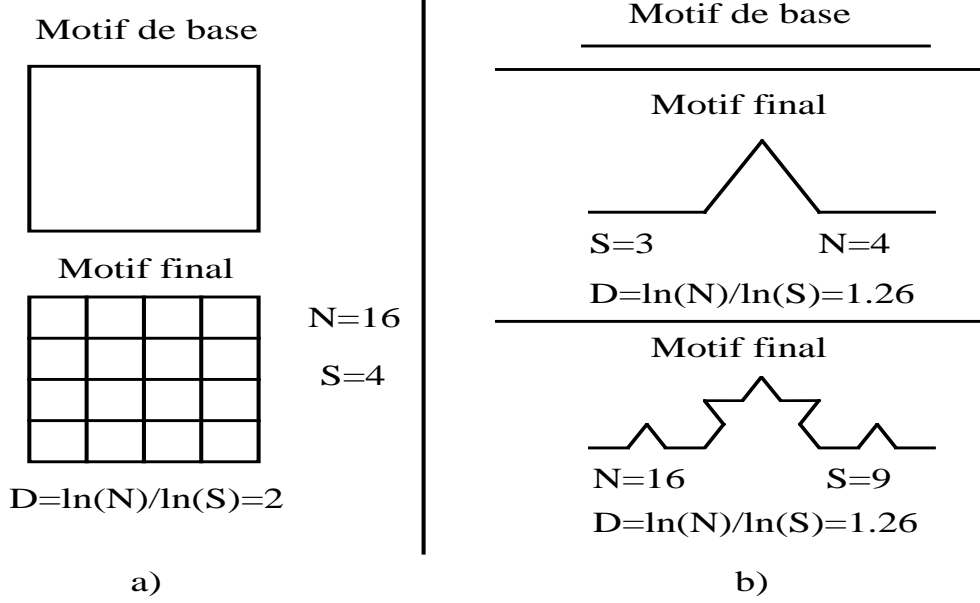 Motif de base
Motif final
N=16
S=4
D=ln(N)/ln(S)=2
a)
Motif de base
Motif final
S=3 N=4
D=ln(N)/ln(S)=1.26
Motif final
N=16 S=9
D=ln(N)/ln(S)=1.26
b)